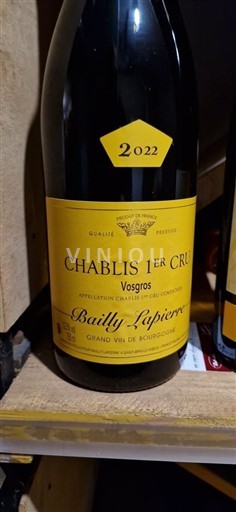 2022
PRODUIT DE FRANCE
QUALITÉ PRESTIGE
VINIOU
CHABLIS 1ER CRU
Vosgros
APPELLATION CHABLIS 1ER CRU CONTRÔLÉE
Bailly Lapierre
GRAND VIN DE BOURGOGNE